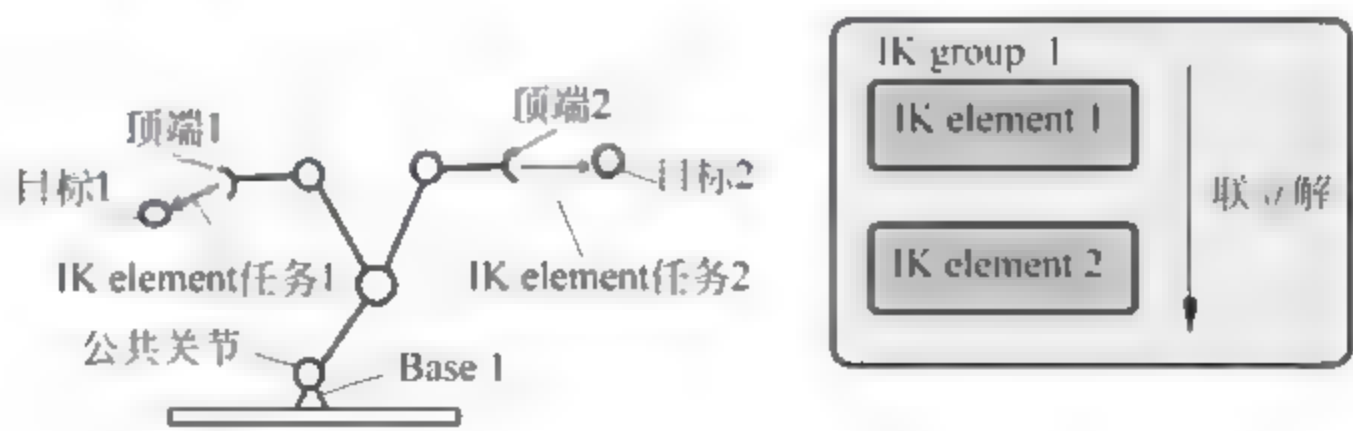 顶端1
顶端2
目标1
目标2
IK element任务1
IK element任务2
公共关节
Base 1
IK group 1
IK element 1
IK element 2
联立解